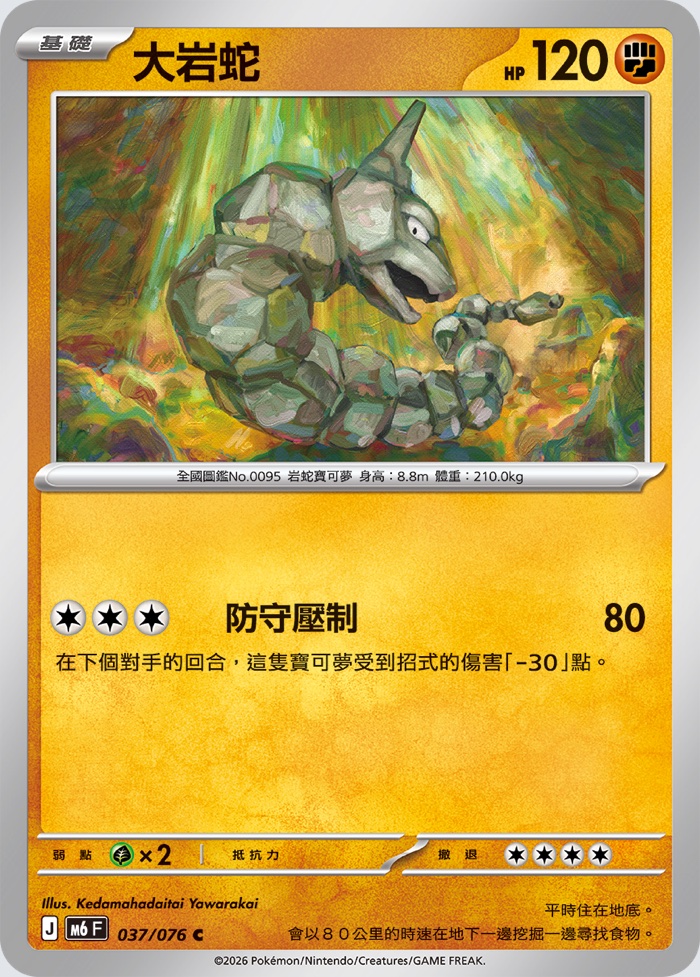 基礎
大岩蛇
HP 120
全國圖鑑No.0095 岩蛇寶可夢 身高：8.8m 體重：210.0kg
防守壓制 80
在下個對手的回合，這隻寶可夢受到招式的傷害「-30」點。
弱點 ×2 抵抗力 撤退
Illus. Kedamahadaitai Yawarakai
平時住在地底。
J M6 F 037/076 C
會以80公里的時速在地下一邊挖掘一邊尋找食物。
©2026 Pokémon/Nintendo/Creatures/GAME FREAK.